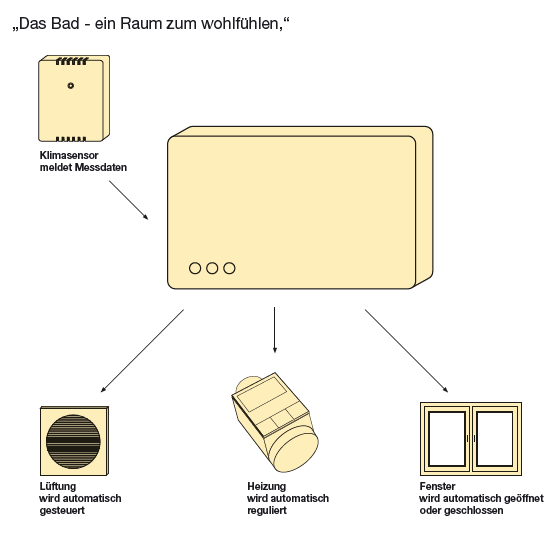 „Das Bad - ein Raum zum wohlfühlen,“
Klimasensor
meldet Messdaten
Lüftung
wird automatisch
gesteuert
Heizung
wird automatisch
reguliert
Fenster
wird automatisch geöffnet
oder geschlossen